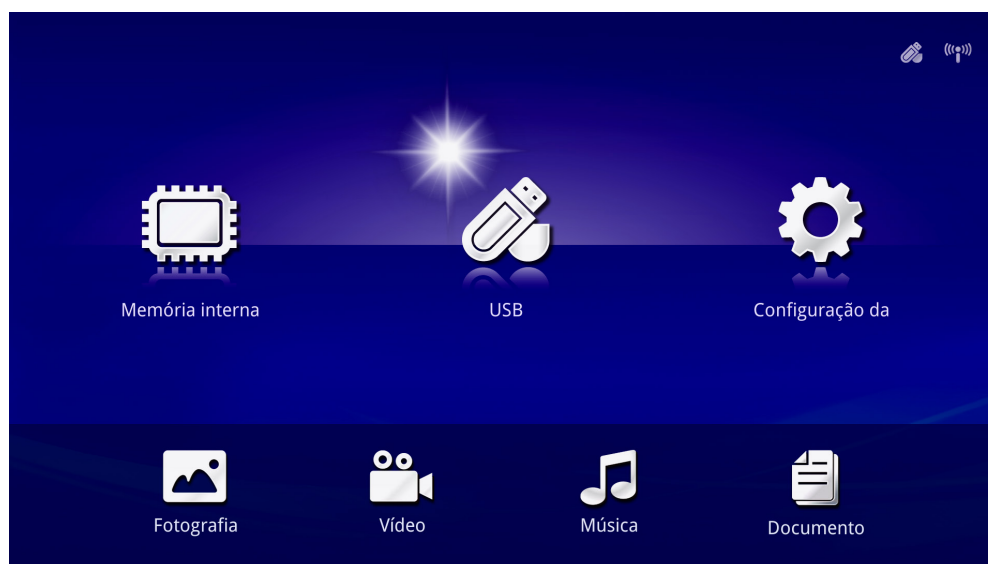 Memória interna
USB
Configuração da
Fotografia
Vídeo
Música
Documento